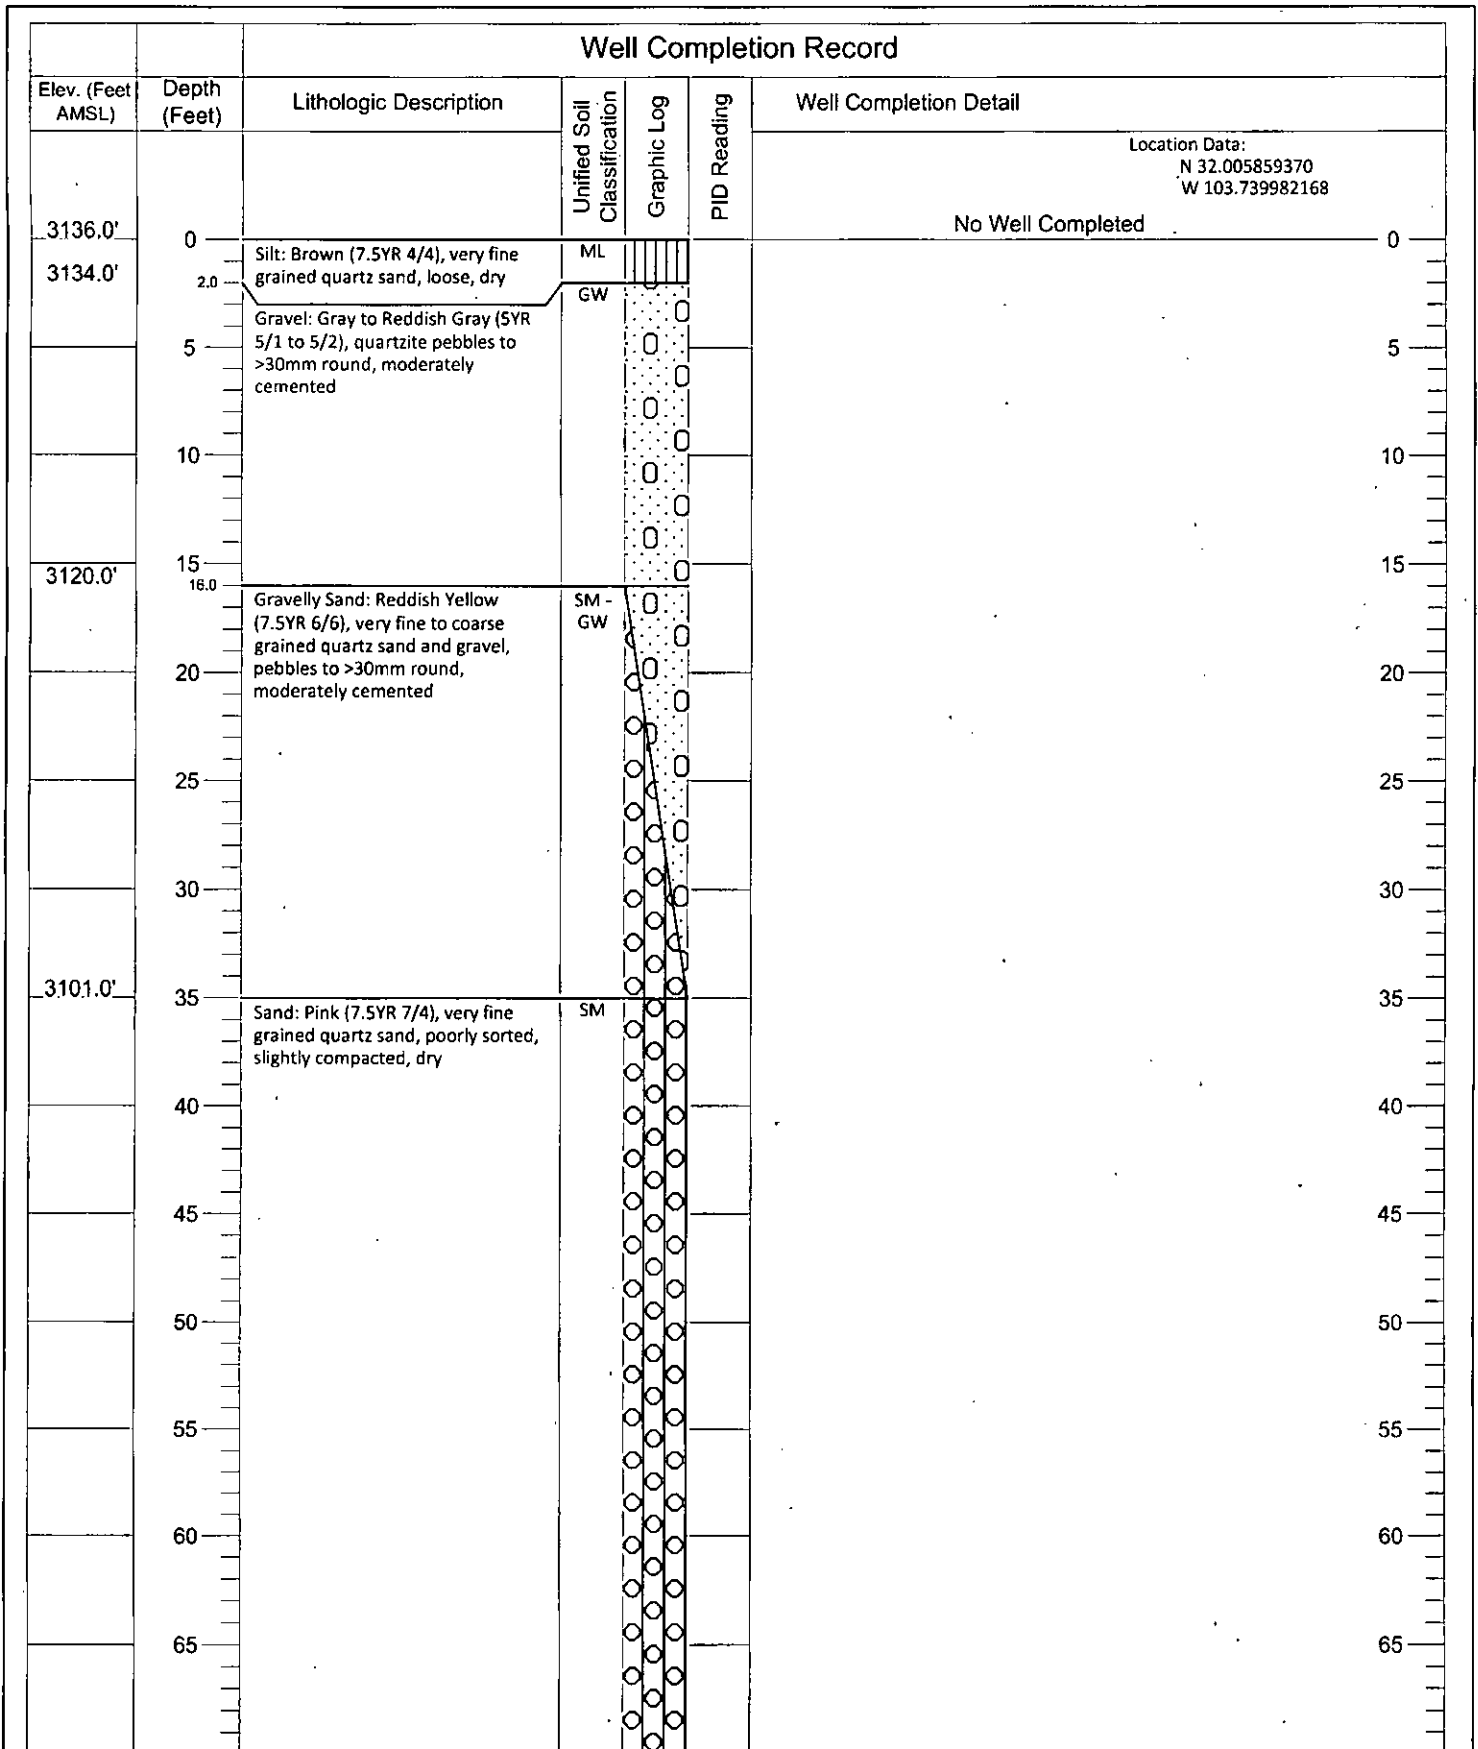 Well Completion Record
Elev. (Feet
AMSL)
Depth
(Feet)
Lithologic Description
Unified Soil
Classification
Graphic Log
PID Reading
Well Completion Detail
Location Data:
N 32.005859370
W 103.739982168
No Well Completed
3136.0'
0
0
Silt: Brown (7.5YR 4/4), very fine
grained quartz sand, loose, dry
ML
3134.0'
2.0
GW
Gravel: Gray to Reddish Gray (5YR
5/1 to 5/2), quartzite pebbles to
>30mm round, moderately
cemented
5
5
10
10
15
15
3120.0'
16.0
Gravelly Sand: Reddish Yellow
(7.5YR 6/6), very fine to coarse
grained quartz sand and gravel,
pebbles to >30mm round,
moderately cemented
SM -
GW
20
20
25
25
30
30
3101.0'
35
35
Sand: Pink (7.5YR 7/4), very fine
grained quartz sand, poorly sorted,
slightly compacted, dry
SM
40
40
45
45
50
50
55
55
60
60
65
65